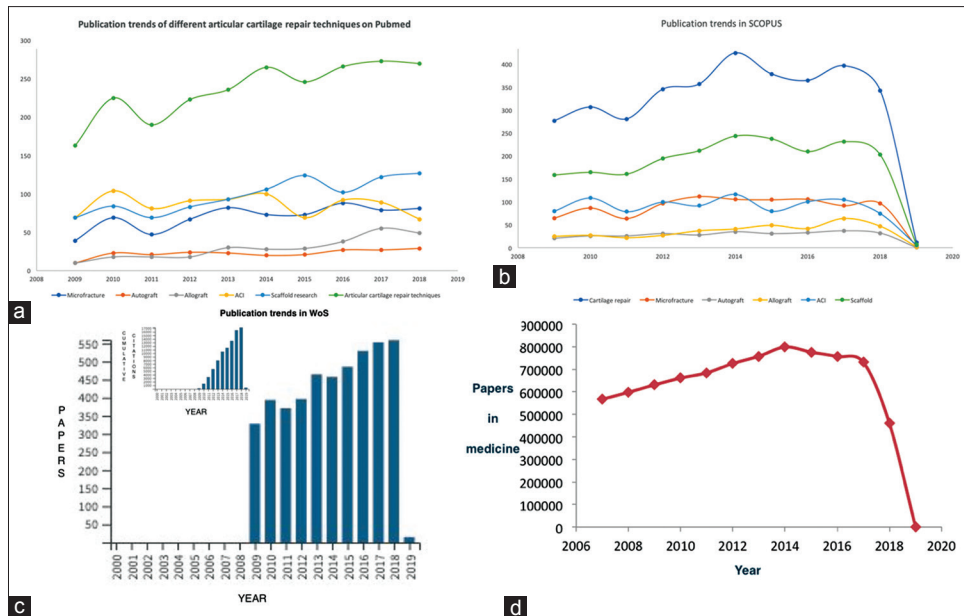 Publication trends of different articular cartilage repair techniques on Pubmed
300
250
200
150
100
50
0
2008 2009 2010 2011 2012 2013 2014 2015 2016 2017 2018 2019
Microfracture Autograft Allograft ACI Scaffold research Articular cartilage repair techniques
a
Publication trends in SCOPUS
400
350
300
250
200
150
100
50
0
2008 2010 2012 2014 2016 2018 2020
Cartilage repair Microfracture Autograft Allograft ACI Scaffold
b
Publication trends in WoS
CUMULATIVE
CITATIONS
YEAR
PAPERS
550
450
400
350
300
250
200
150
100
50
2000 2001 2002 2003 2004 2005 2006 2007 2008 2009 2010 2011 2012 2013 2014 2015 2016 2017 2018 2019
YEAR
c
900000
800000
700000
600000
500000
400000
300000
200000
100000
0
Papers
in
medicine
2006 2008 2010 2012 2014 2016 2018 2020
Year
d